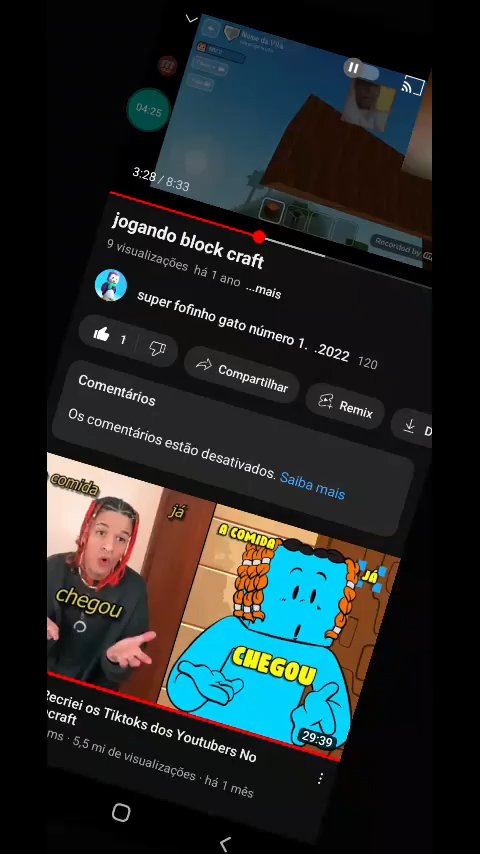 Noise da Vila
04:25
3:28 / 8:33
Recorded by
jogando block craft
9 visualizações há 1 ano ...mais
super fofinho gato número 1. .2022 120
1
Compartilhar
Remix
D
Comentários
Os comentários estão desativados. Saiba mais
comida
já
chegou
A COMIDA
JÁ
CHEGOU
29:39
Recriei os Tiktoks dos Youtubers No
ecraft
ms · 5,5 mi de visualizações · há 1 mês